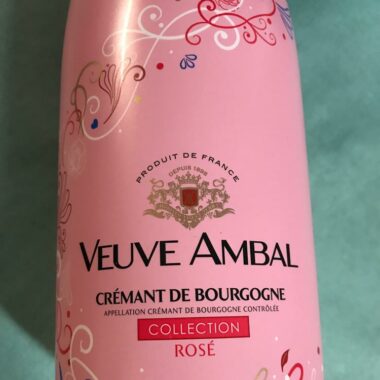 PRODUIT DE FRANCE
DEPUIS 1898
VEUVE AMBAL
CRÉMANT DE BOURGOGNE
APPELLATION CRÉMANT DE BOURGOGNE CONTRÔLÉE
COLLECTION
ROSÉ